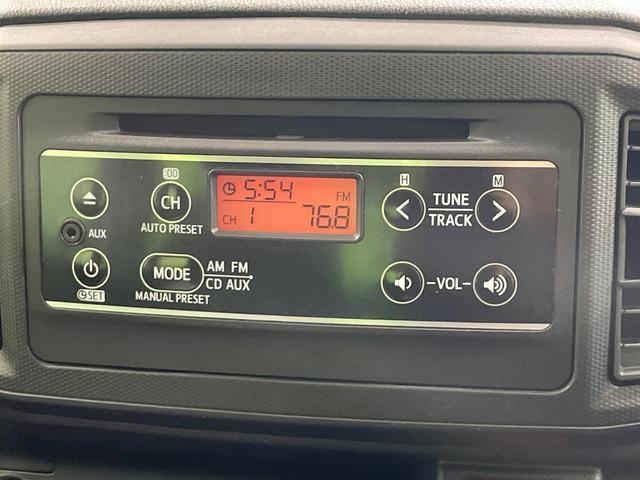 :00
CH
AUTO PRESET
AUX
SET
MODE
AM FM
CD AUX
MANUAL PRESET
5:54
FM
CH 1 76.8
H
M
TUNE
TRACK
VOL